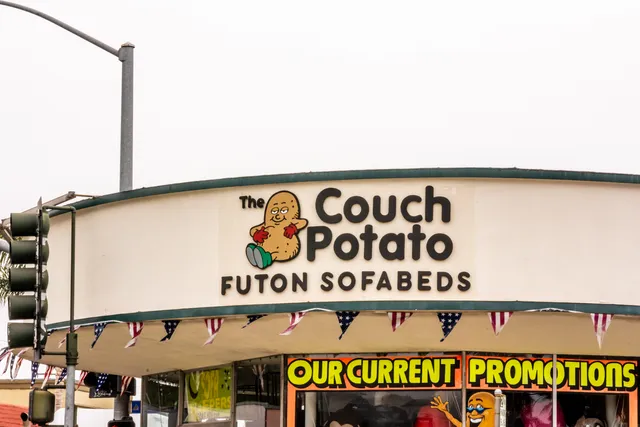 The Couch
Potato
FUTON SOFABEDS
OUR CURRENT PROMOTIONS